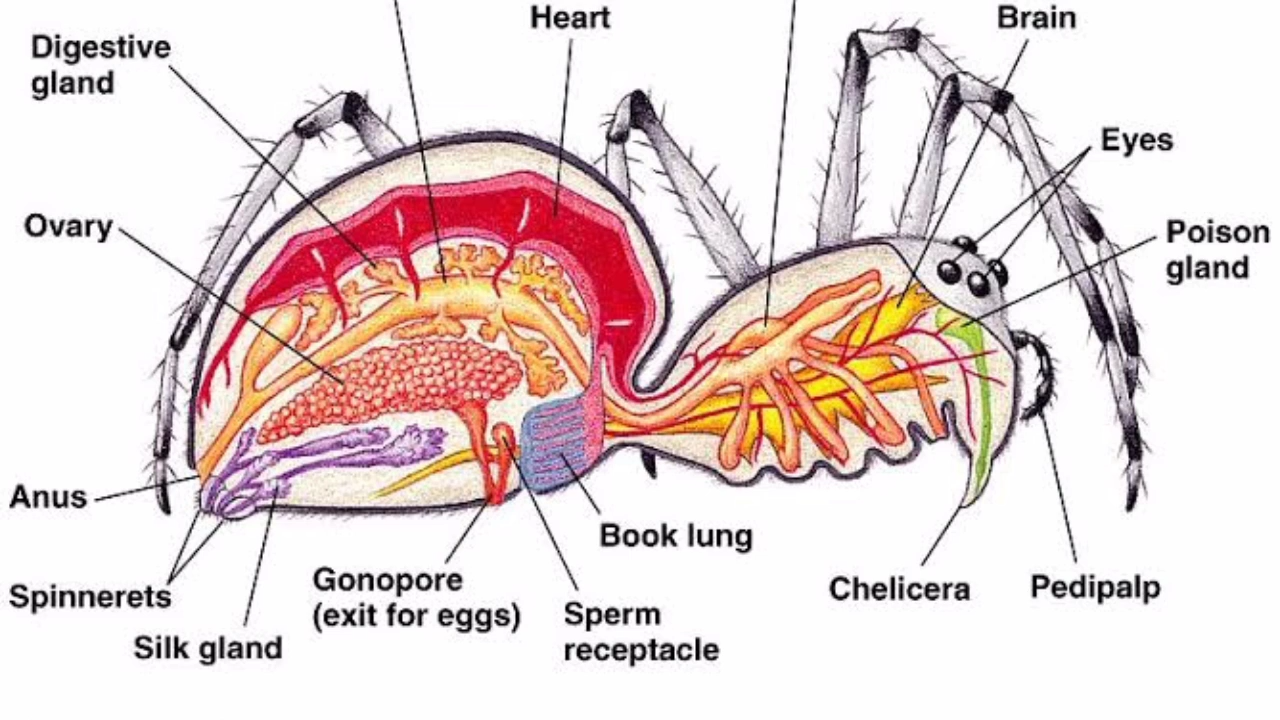 Heart
Brain
Digestive
gland
Eyes
Ovary
Poison
gland
Anus
Book lung
Spinnerets
Gonopore
(exit for eggs)
Chelicera
Pedipalp
Silk gland
Sperm
receptacle